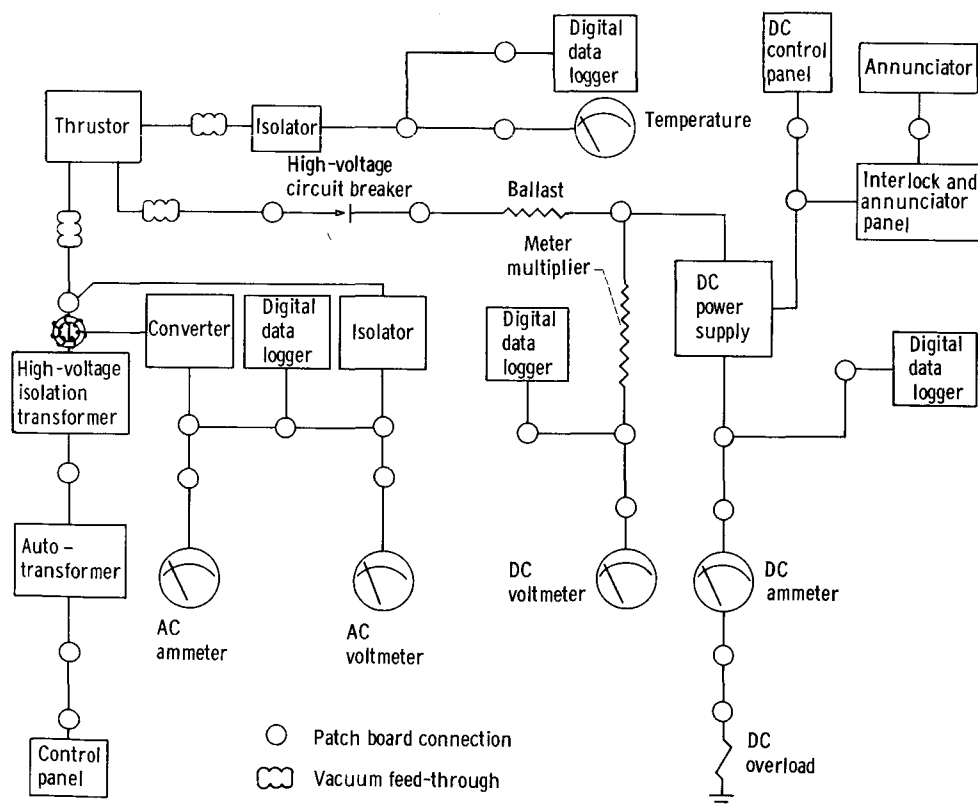 Digital
data
logger
DC
control
panel
Annunciator
Thrustor
Isolator
Temperature
High-voltage
circuit breaker
Ballast
Interlock and
annunciator
panel
Meter
multiplier
DC
power
supply
Converter
Digital
data
logger
Isolator
Digital
data
logger
Digital
data
logger
High-voltage
isolation
transformer
Auto-
transformer
AC
ammeter
AC
voltmeter
DC
voltmeter
DC
ammeter
Control
panel
Patch board connection
Vacuum feed-through
DC
overload